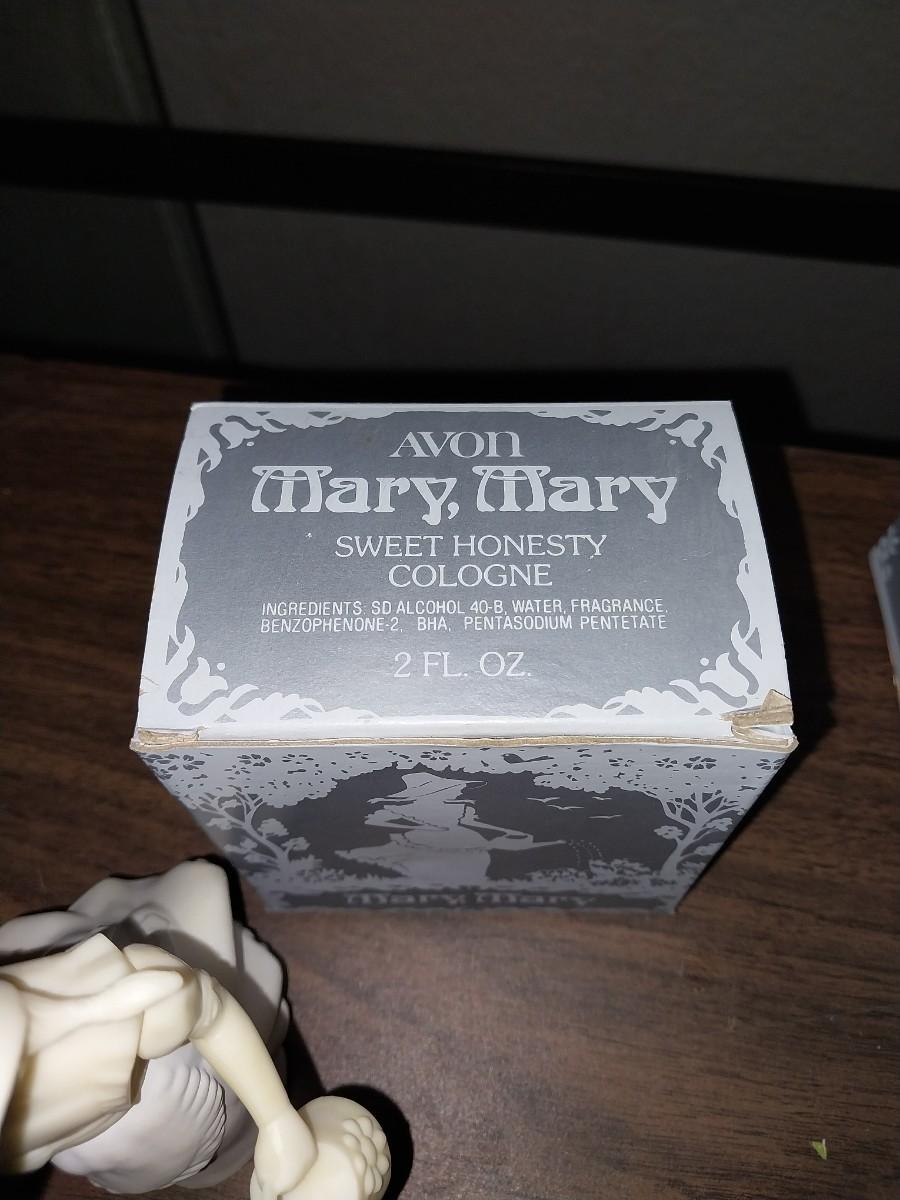 AVON
Mary, Mary
SWEET HONESTY
COLOGNE
INGREDIENTS: SD ALCOHOL 40-B, WATER, FRAGRANCE,
BENZOPHENONE-2, BHA, PENTASODIUM PENTETATE
2 FL. OZ.
Mary, Mary